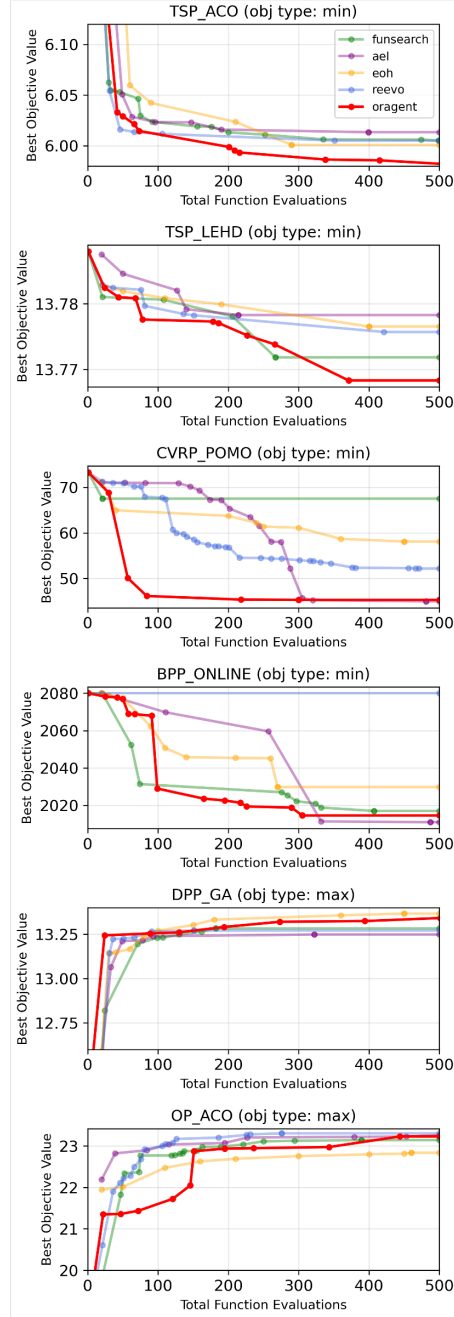 TSP_ACO (obj type: min)
Best Objective Value
6.10
6.05
6.00
funsearch
ael
eoh
reevo
oragent
0 100 200 300 400 500
Total Function Evaluations
TSP_LEHD (obj type: min)
Best Objective Value
13.78
13.77
0 100 200 300 400 500
Total Function Evaluations
CVRP_POMO (obj type: min)
Best Objective Value
70
60
50
0 100 200 300 400 500
Total Function Evaluations
BPP_ONLINE (obj type: min)
Best Objective Value
2080
2060
2040
2020
0 100 200 300 400 500
Total Function Evaluations
DPP_GA (obj type: max)
Best Objective Value
13.25
13.00
12.75
0 100 200 300 400 500
Total Function Evaluations
OP_ACO (obj type: max)
Best Objective Value
23
22
21
20
0 100 200 300 400 500
Total Function Evaluations